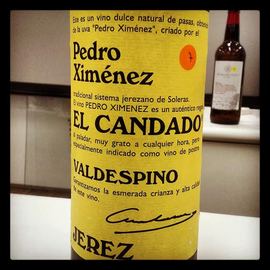 Este es un vino dulce natural de pasas, obtenido
de la uva "Pedro Ximénez", criado por el
Pedro
Ximénez
7
tradicional sistema jerezano de Soleras.
El vino PEDRO XIMENEZ es un auténtico regalo
EL CANDADO
al paladar, muy grato a cualquier hora, pero
especialmente indicado como vino de postre.
VALDESPINO
Garantizamos la esmerada crianza y alta calidad
de este vino.
JEREZ